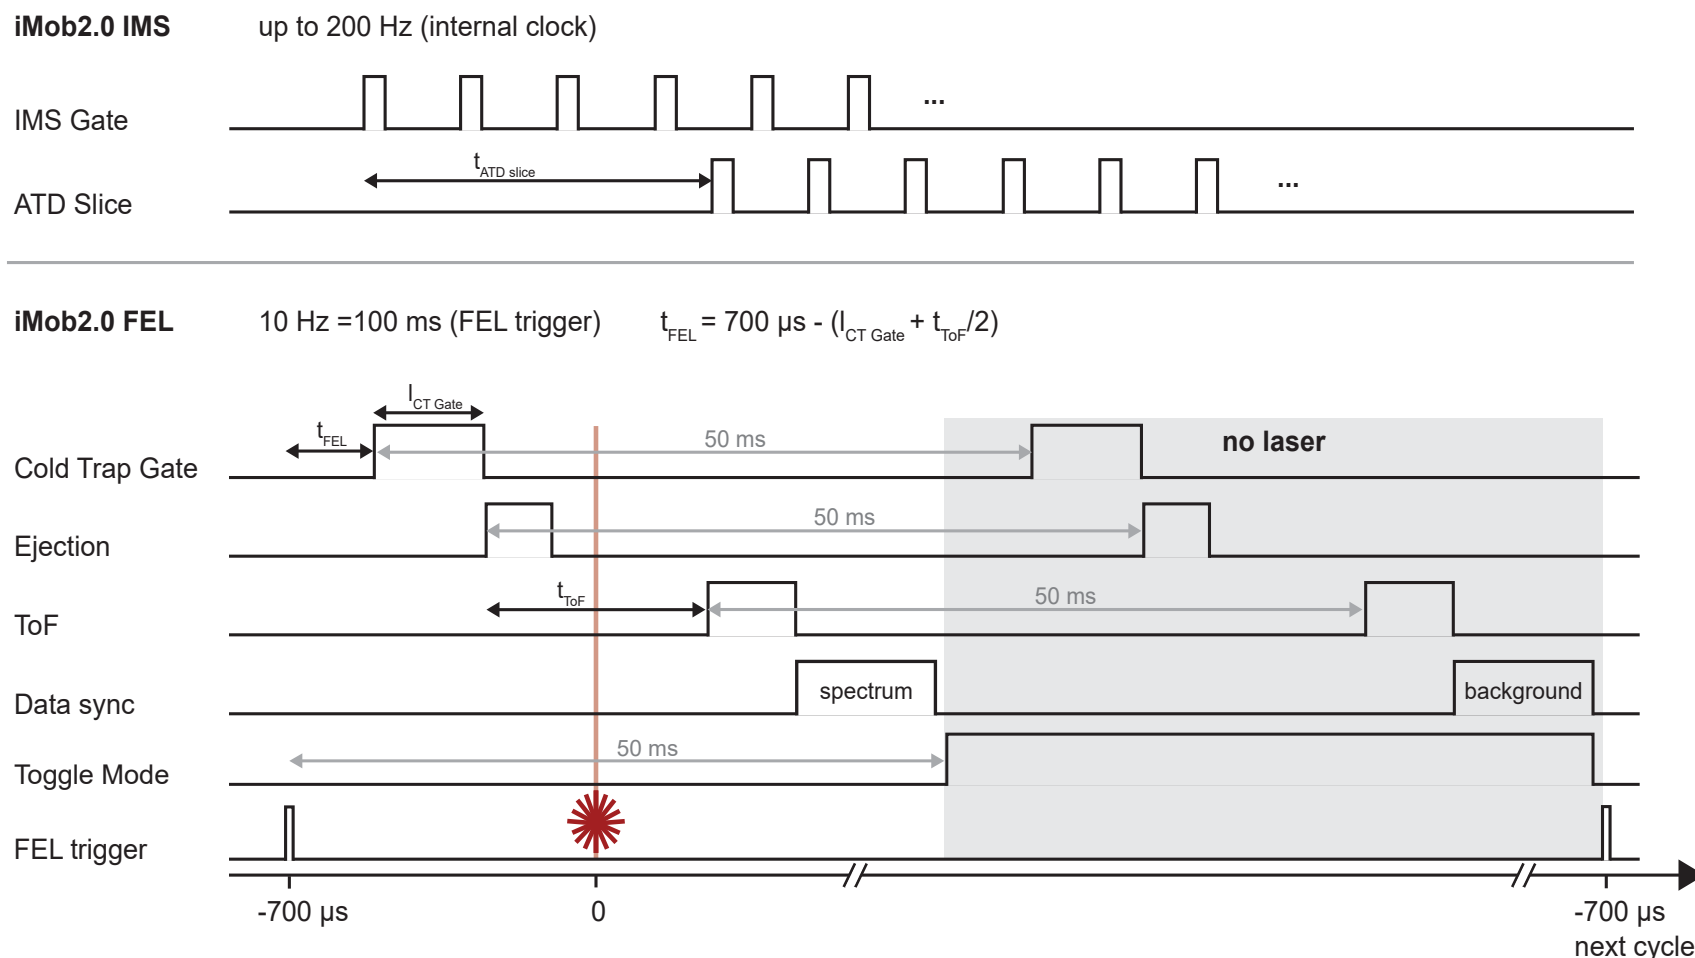 iMob2.0 IMS up to 200 Hz (internal clock)
IMS Gate ...
t_ATD slice
ATD Slice ...
iMob2.0 FEL 10 Hz =100 ms (FEL trigger) t_FEL = 700 µs - (l_CT Gate + t_ToF/2)
l_CT Gate
t_FEL 50 ms no laser
Cold Trap Gate
50 ms
Ejection
t_ToF 50 ms
ToF
spectrum background
Data sync
50 ms
Toggle Mode
FEL trigger
-700 µs 0 -700 µs
next cycle